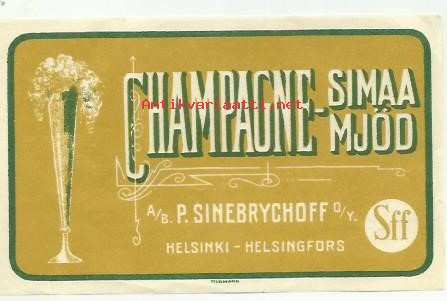 CHAMPAGNE-SIMAA
MJÖD
Antikvariaatti.net
A/B. P. SINEBRYCHOFF O/Y.
Sff
HELSINKI - HELSINGFORS